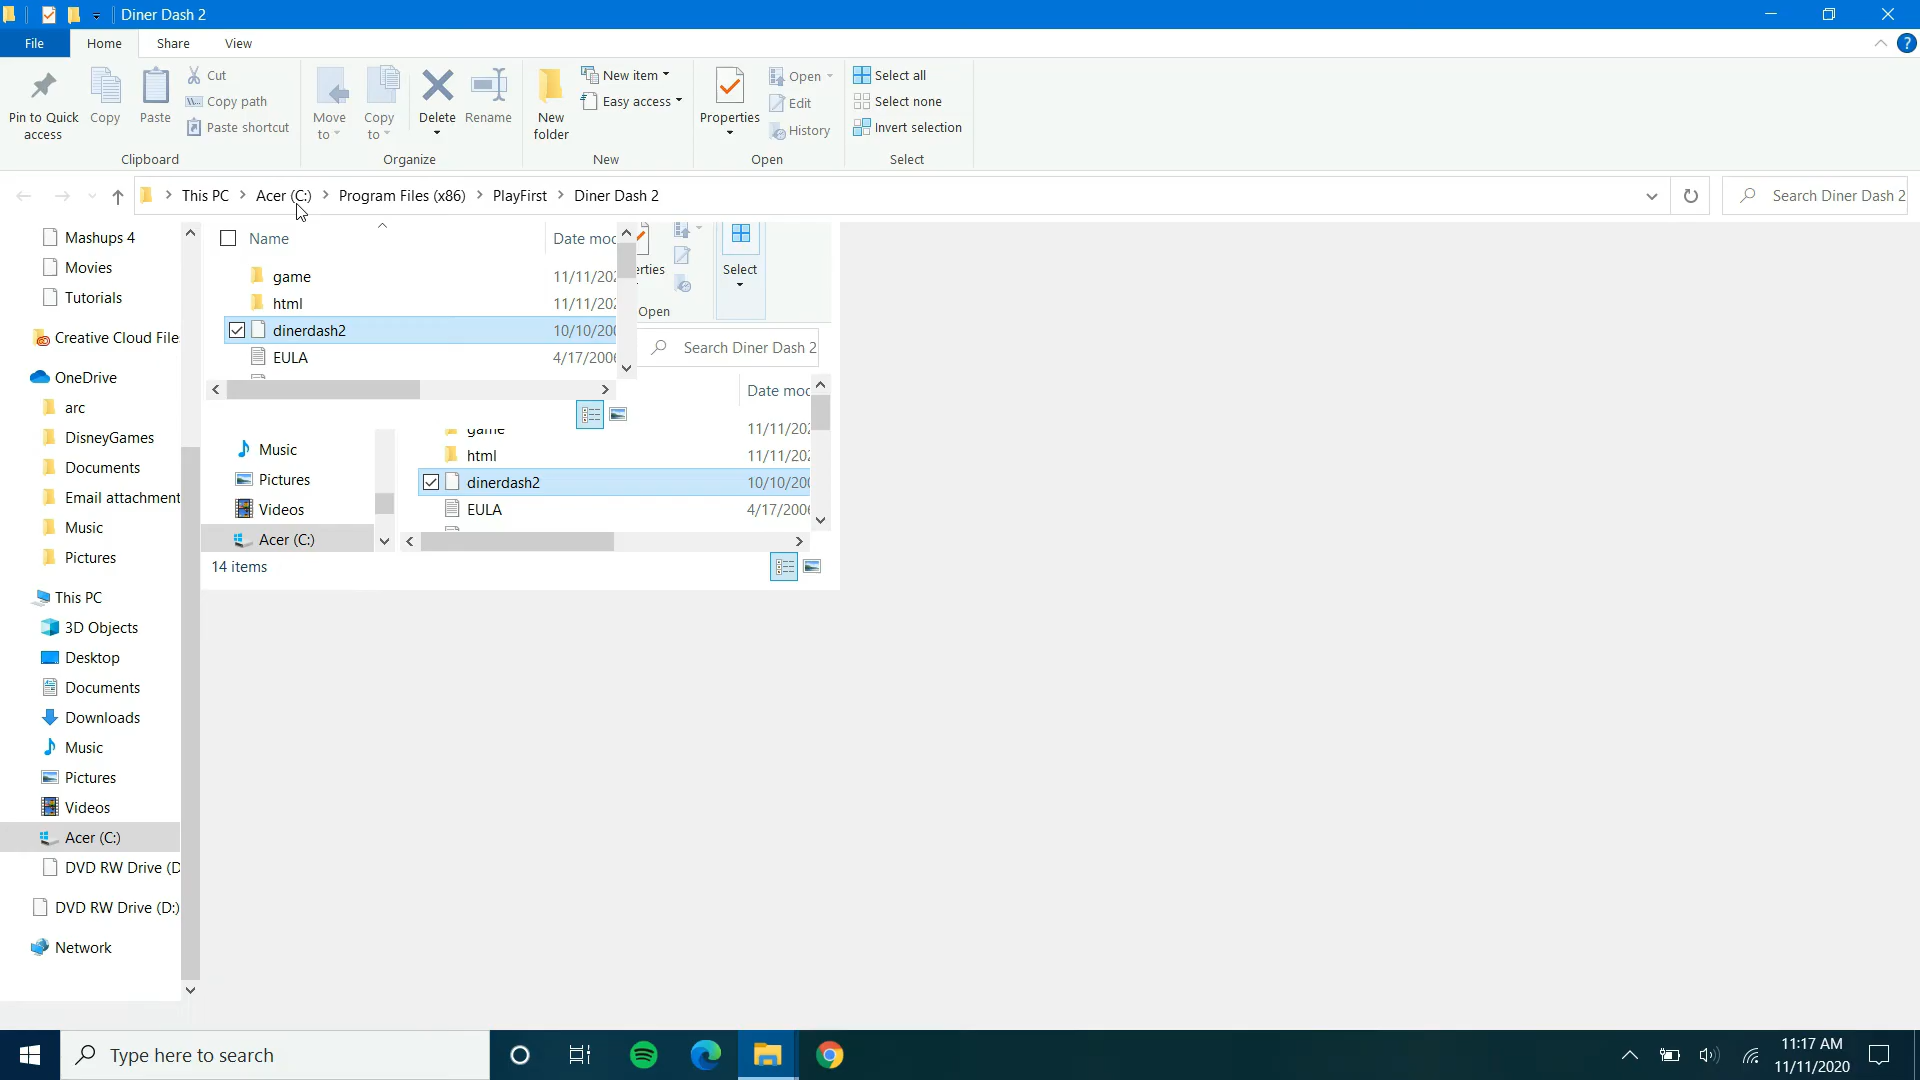 Diner Dash 2
File Home Share View
Pin to Quick access
Copy
Paste
Cut
Copy path
Paste shortcut
Clipboard
Move to
Copy to
Delete
Rename
Organize
New folder
New item
Easy access
New
Properties
Open
Edit
History
Open
Select all
Select none
Invert selection
Select
This PC > Acer (C:) > Program Files (x86) > PlayFirst > Diner Dash 2
Search Diner Dash 2
Mashups 4
Movies
Tutorials
Creative Cloud File
OneDrive
arc
DisneyGames
Documents
Email attachment
Music
Pictures
This PC
3D Objects
Desktop
Documents
Downloads
Music
Pictures
Videos
Acer (C:)
DVD RW Drive (D
DVD RW Drive (D:)
Network
Name Date mod
game 11/11/202
html 11/11/202
dinerdash2 10/10/200
EULA 4/17/2006
erties
Select
Open
Search Diner Dash 2
Date mod
game 11/11/202
html
dinerdash2 10/10/200
EULA 4/17/2006
Music
Pictures
Videos
Acer (C:)
14 items
Type here to search
11:17 AM
11/11/2020